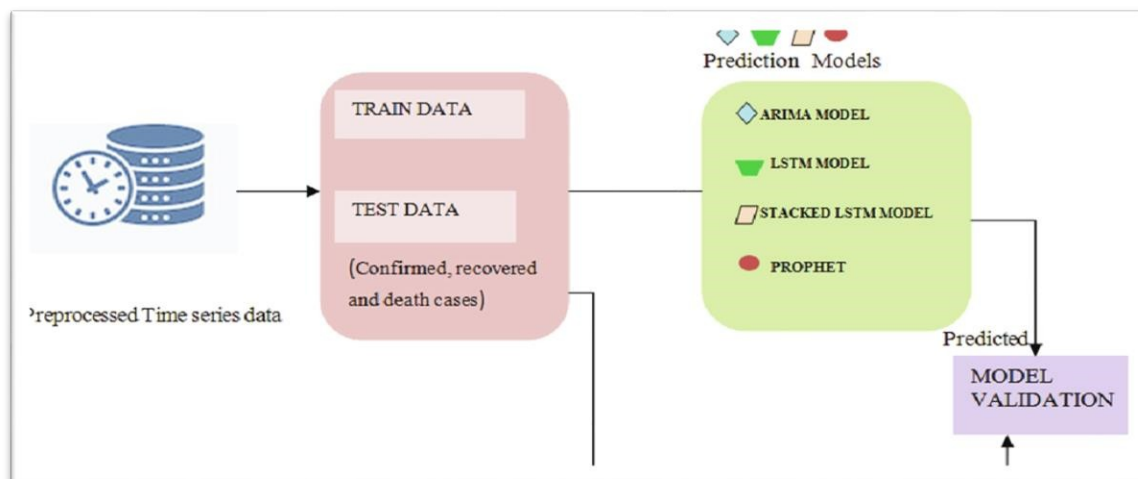 Prediction Models
TRAIN DATA
TEST DATA
(Confirmed, recovered
and death cases)
Preprocessed Time series data
ARIMA MODEL
LSTM MODEL
STACKED LSTM MODEL
PROPHET
Predicted
MODEL
VALIDATION